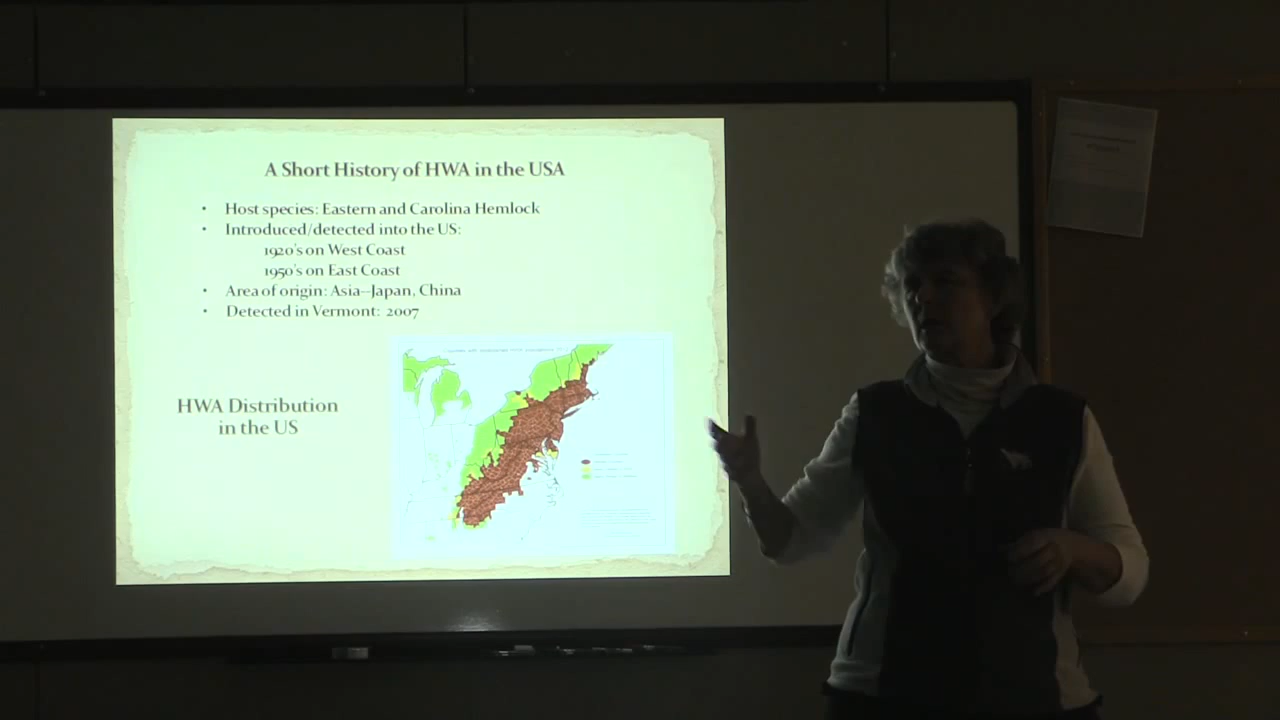 A Short History of HWA in the USA
• Host species: Eastern and Carolina Hemlock
• Introduced/detected into the US:
1920's on West Coast
1950's on East Coast
• Area of origin: Asia--Japan, China
• Detected in Vermont: 2007
HWA Distribution
in the US